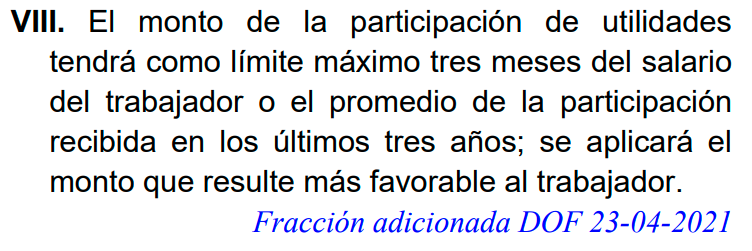 VIII. El monto de la participación de utilidades
tendrá como límite máximo tres meses del salario
del trabajador o el promedio de la participación
recibida en los últimos tres años; se aplicará el
monto que resulte más favorable al trabajador.
Fracción adicionada DOF 23-04-2021